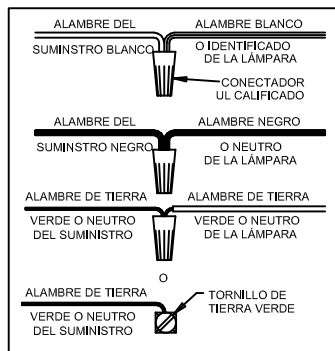 ALAMBRE DEL ALAMBRE BLANCO
SUMINSTRO BLANCO O IDENTIFICADO
DE LA LÁMPARA
CONECTADOR
UL CALIFICADO
ALAMBRE DEL ALAMBRE NEGRO
SUMINSTRO NEGRO O NEUTRO
DE LA LÁMPARA
ALAMBRE DE TIERRA ALAMBRE DE TIERRA
VERDE O NEUTRO VERDE O NEUTRO
DEL SUMINISTRO DE LA LÁMPARA
O
ALAMBRE DE TIERRA TORNILLO DE
VERDE O NEUTRO TIERRA VERDE
DEL SUMINISTRO